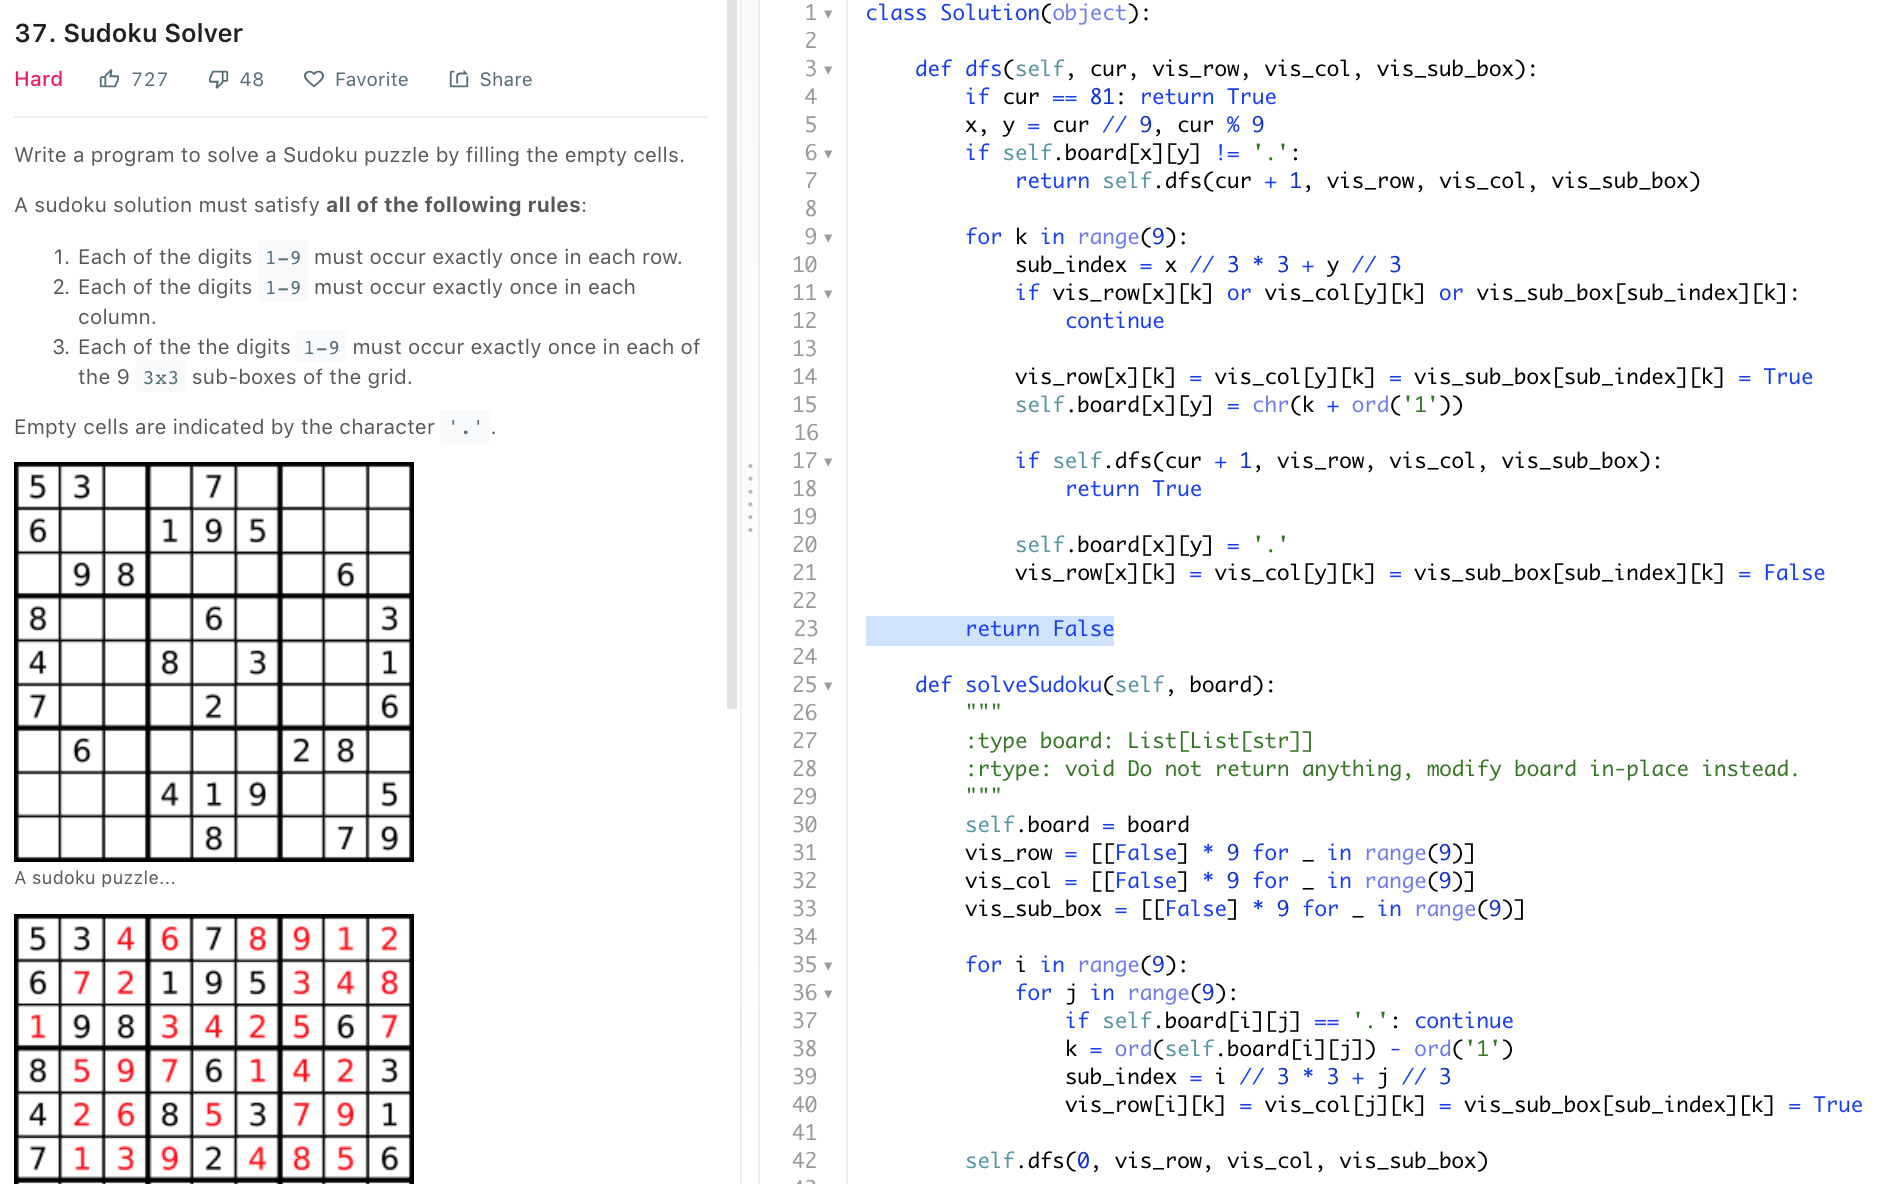 37. Sudoku Solver
Hard 727 48 Favorite Share
Write a program to solve a Sudoku puzzle by filling the empty cells.
A sudoku solution must satisfy all of the following rules:
1. Each of the digits 1-9 must occur exactly once in each row.
2. Each of the digits 1-9 must occur exactly once in each
column.
3. Each of the the digits 1-9 must occur exactly once in each of
the 9 3x3 sub-boxes of the grid.
Empty cells are indicated by the character '.'.
5 3 7
6 1 9 5
9 8 6
8 6 3
4 8 3 1
7 2 6
6 2 8
4 1 9 5
8 7 9
A sudoku puzzle...
5 3 4 6 7 8 9 1 2
6 7 2 1 9 5 3 4 8
1 9 8 3 4 2 5 6 7
8 5 9 7 6 1 4 2 3
4 2 6 8 5 3 7 9 1
7 1 3 9 2 4 8 5 6
1 class Solution(object):
2
3     def dfs(self, cur, vis_row, vis_col, vis_sub_box):
4         if cur == 81: return True
5         x, y = cur // 9, cur % 9
6         if self.board[x][y] != '.':
7             return self.dfs(cur + 1, vis_row, vis_col, vis_sub_box)
8
9         for k in range(9):
10             sub_index = x // 3 * 3 + y // 3
11             if vis_row[x][k] or vis_col[y][k] or vis_sub_box[sub_index][k]:
12                 continue
13
14             vis_row[x][k] = vis_col[y][k] = vis_sub_box[sub_index][k] = True
15             self.board[x][y] = chr(k + ord('1'))
16
17             if self.dfs(cur + 1, vis_row, vis_col, vis_sub_box):
18                 return True
19
20             self.board[x][y] = '.'
21             vis_row[x][k] = vis_col[y][k] = vis_sub_box[sub_index][k] = False
22
23         return False
24
25     def solveSudoku(self, board):
26         """
27         :type board: List[List[str]]
28         :rtype: void Do not return anything, modify board in-place instead.
29         """
30         self.board = board
31         vis_row = [[False] * 9 for _ in range(9)]
32         vis_col = [[False] * 9 for _ in range(9)]
33         vis_sub_box = [[False] * 9 for _ in range(9)]
34
35         for i in range(9):
36             for j in range(9):
37                 if self.board[i][j] == '.': continue
38                 k = ord(self.board[i][j]) - ord('1')
39                 sub_index = i // 3 * 3 + j // 3
40                 vis_row[i][k] = vis_col[j][k] = vis_sub_box[sub_index][k] = True
41
42         self.dfs(0, vis_row, vis_col, vis_sub_box)